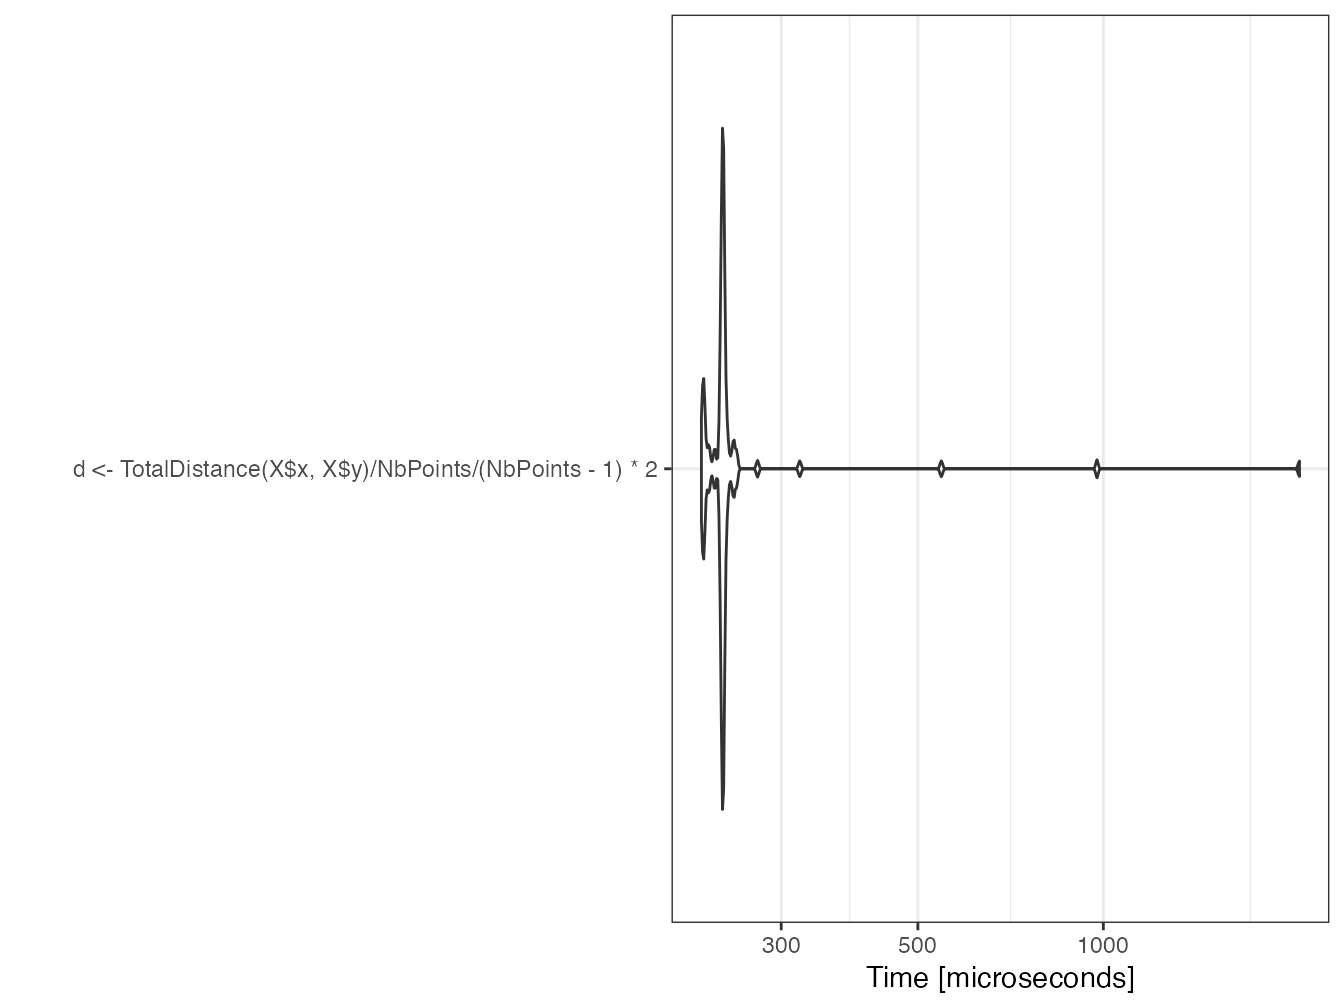 d <- TotalDistance(X$x, X$y)/NbPoints/(NbPoints - 1) * 2
300 500 1000
Time [microseconds]